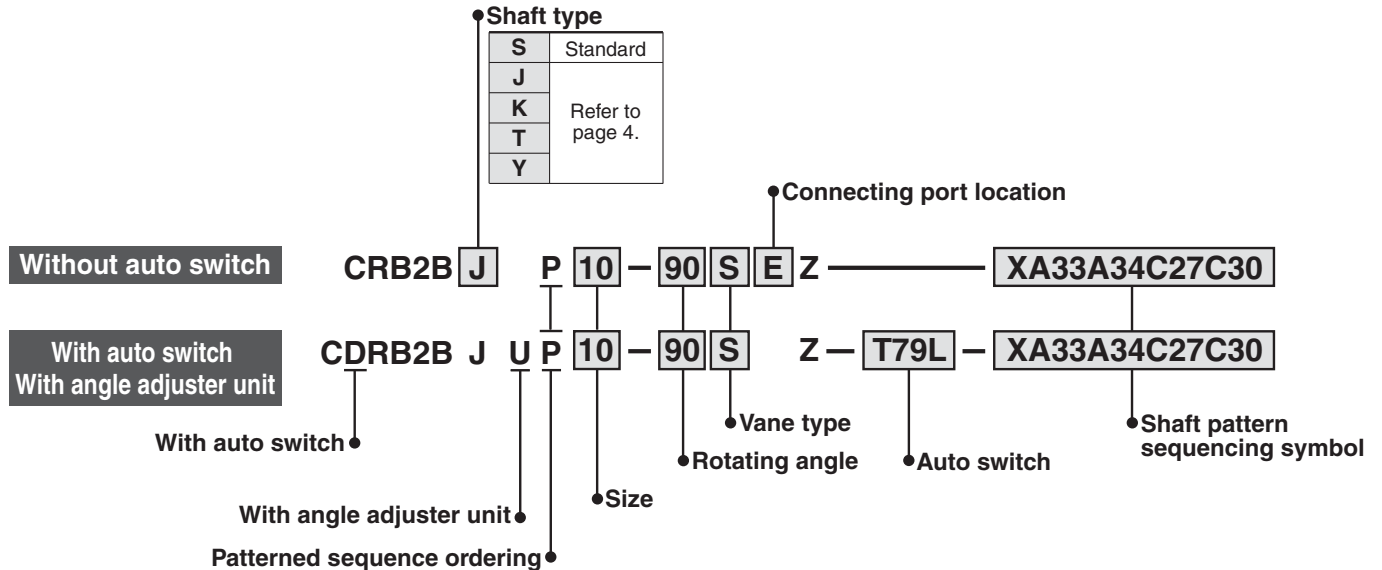 Shaft type
S Standard
J
K
T
Y
Refer to
page 4.
Connecting port location
Without auto switch CRB2B J P 10 – 90 S E Z XA33A34C27C30
With auto switch
With angle adjuster unit
CDRB2B J U P 10 – 90 S Z – T79L – XA33A34C27C30
With auto switch
Vane type
Shaft pattern
sequencing symbol
Rotating angle
Auto switch
Size
With angle adjuster unit
Patterned sequence ordering